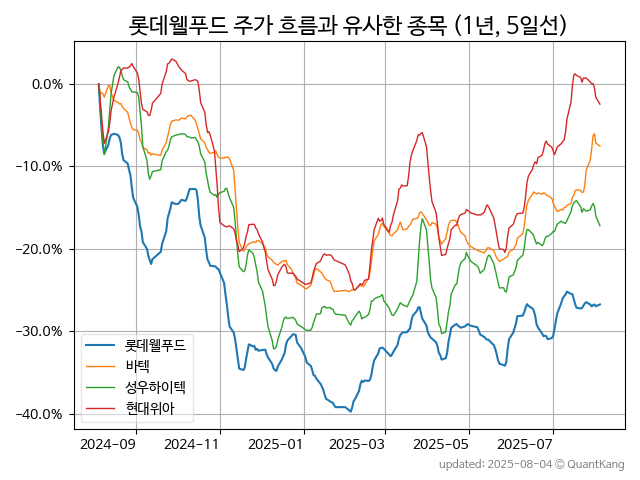 롯데웰푸드 주가 흐름과 유사한 종목 (1년, 5일선)
0.0%
−10.0%
−20.0%
−30.0%
−40.0%
롯데웰푸드
바텍
성우하이텍
현대위아
2024-09 2024-11 2025-01 2025-03 2025-05 2025-07
updated: 2025-08-04 © QuantKang